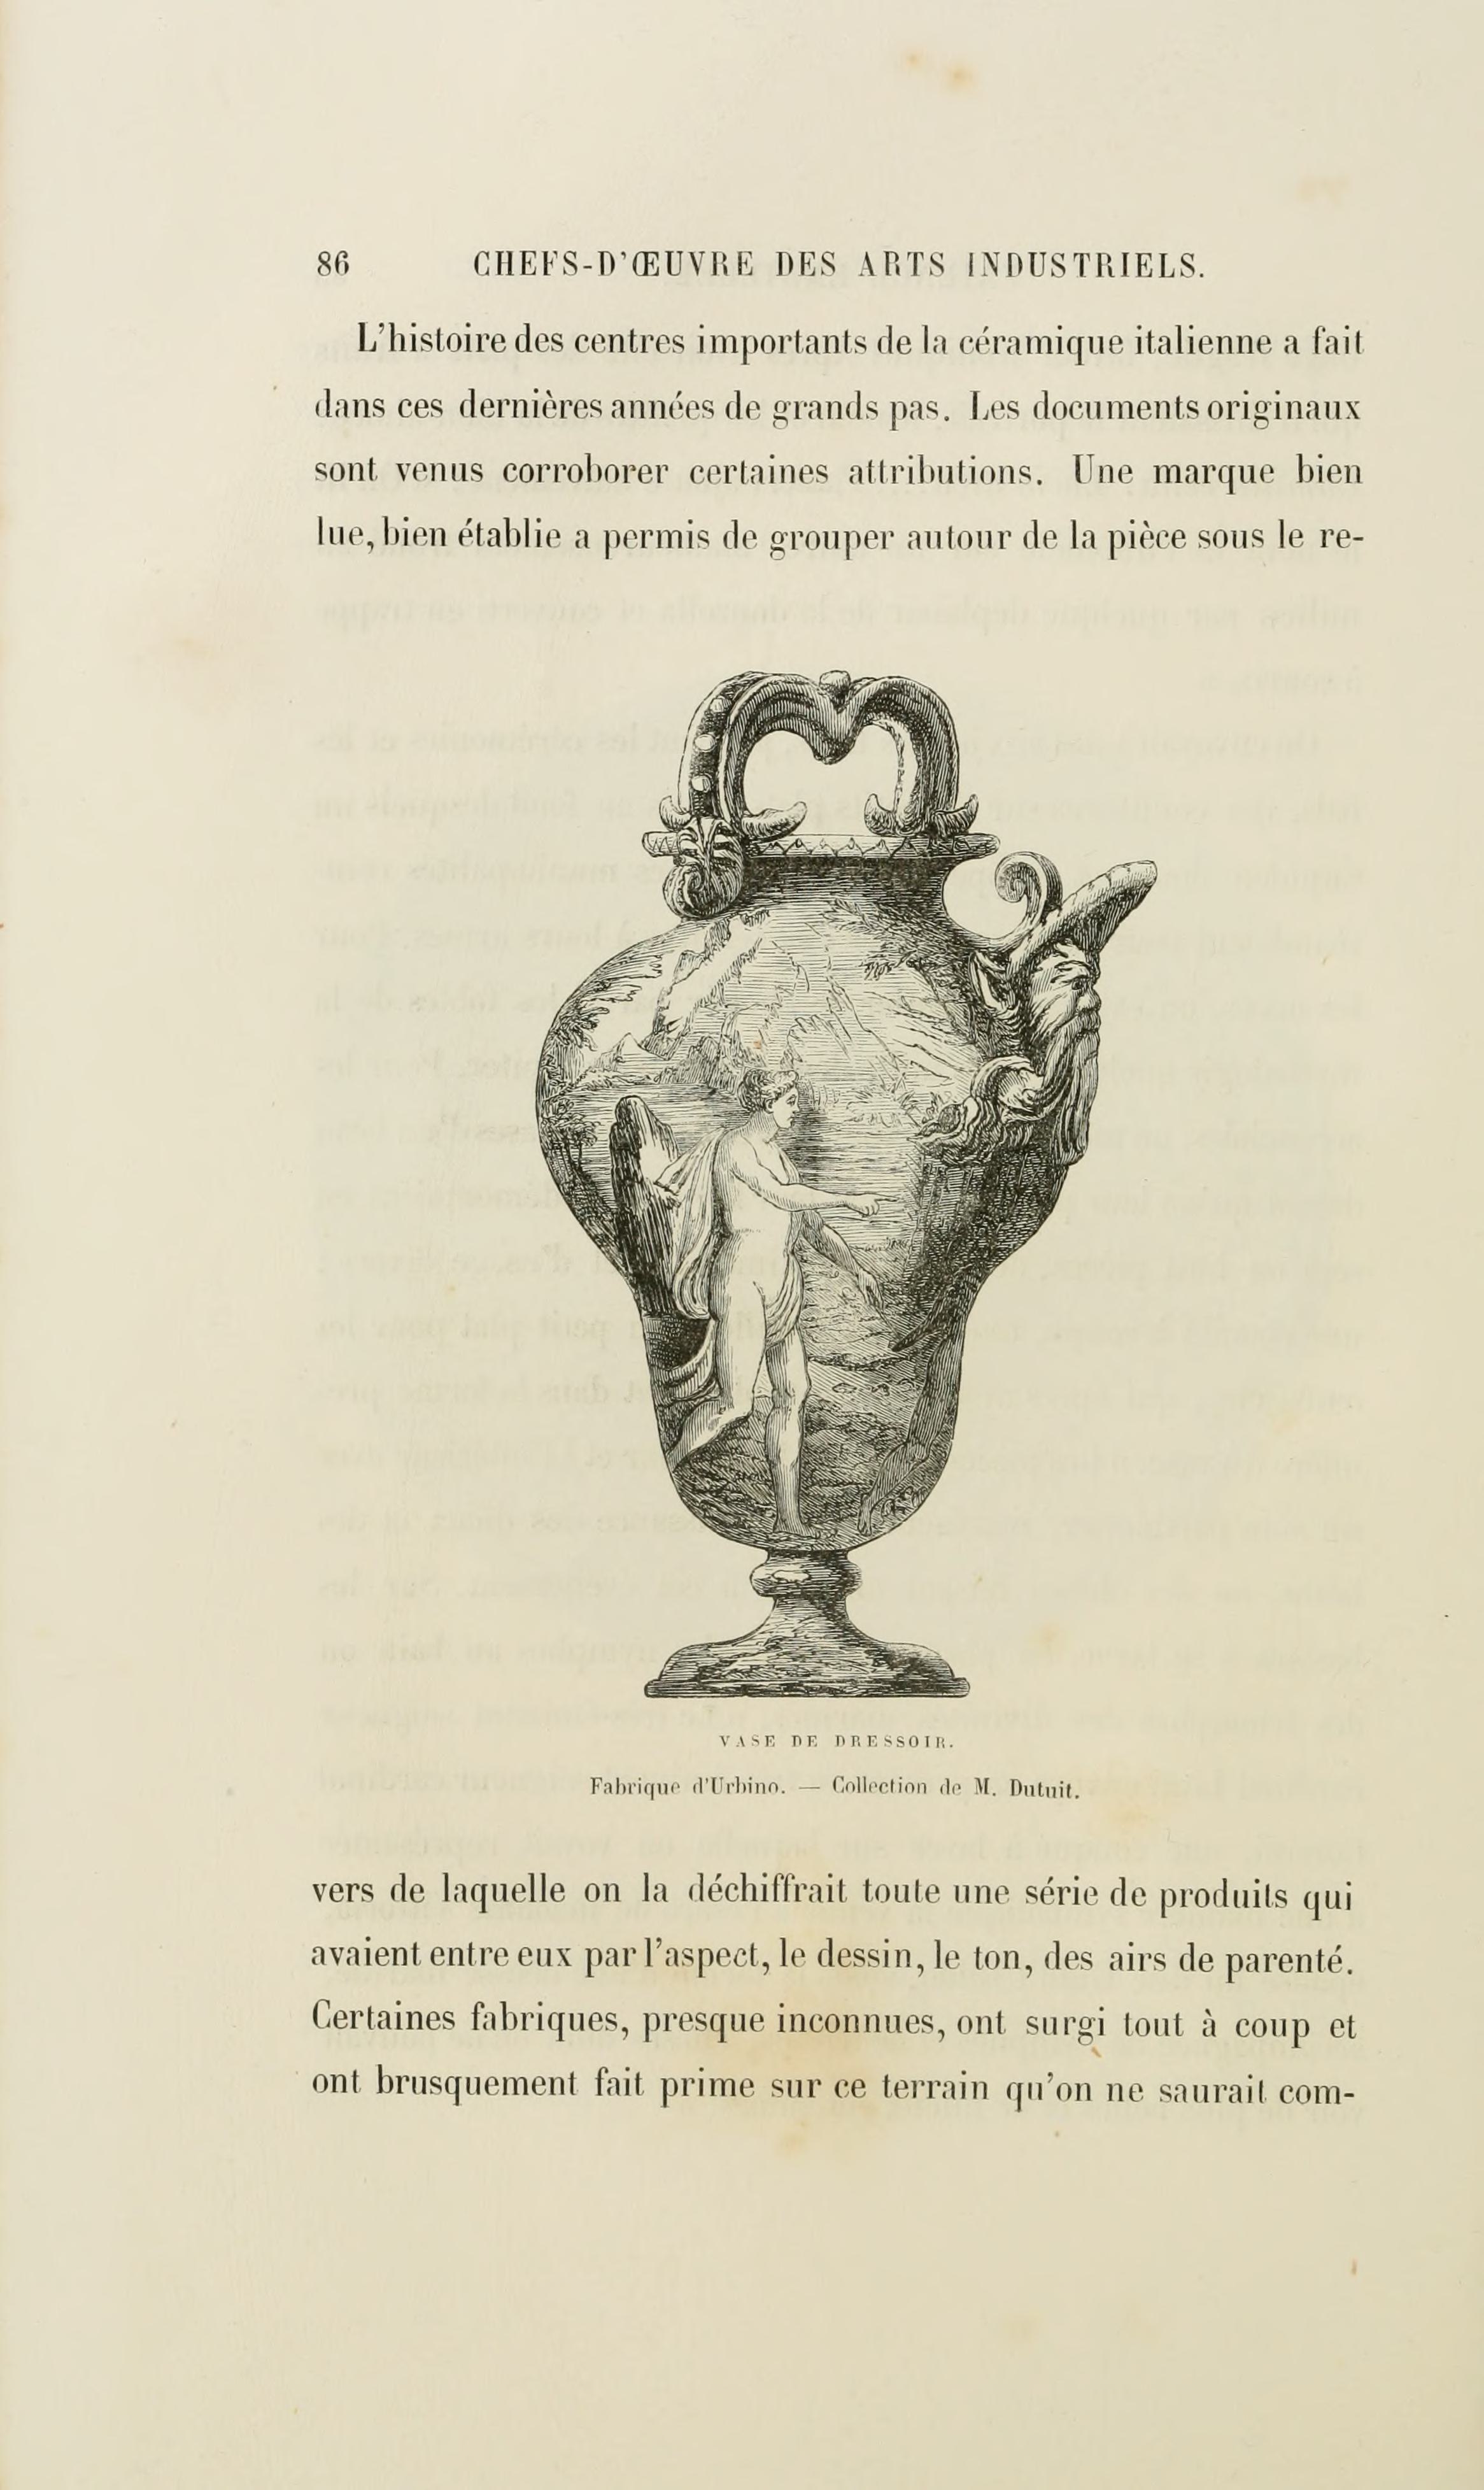 86 CHEFS-D'ŒUVRE DES ARTS INDUSTRIELS.
L'histoire des centres importants de la céramique italienne a fait
dans ces dernières années de grands pas. Les documents originaux
sont venus corroborer certaines attributions. Une marque bien
lue, bien établie a permis de grouper autour de la pièce sous le re-
VASE DE DRESSOIR.
Fabrique d'Urbino. — Collection de M. Dutuit.
vers de laquelle on la déchiffrait toute une série de produits qui
avaient entre eux par l'aspect, le dessin, le ton, des airs de parenté.
Certaines fabriques, presque inconnues, ont surgi tout à coup et
ont brusquement fait prime sur ce terrain qu'on ne saurait com-